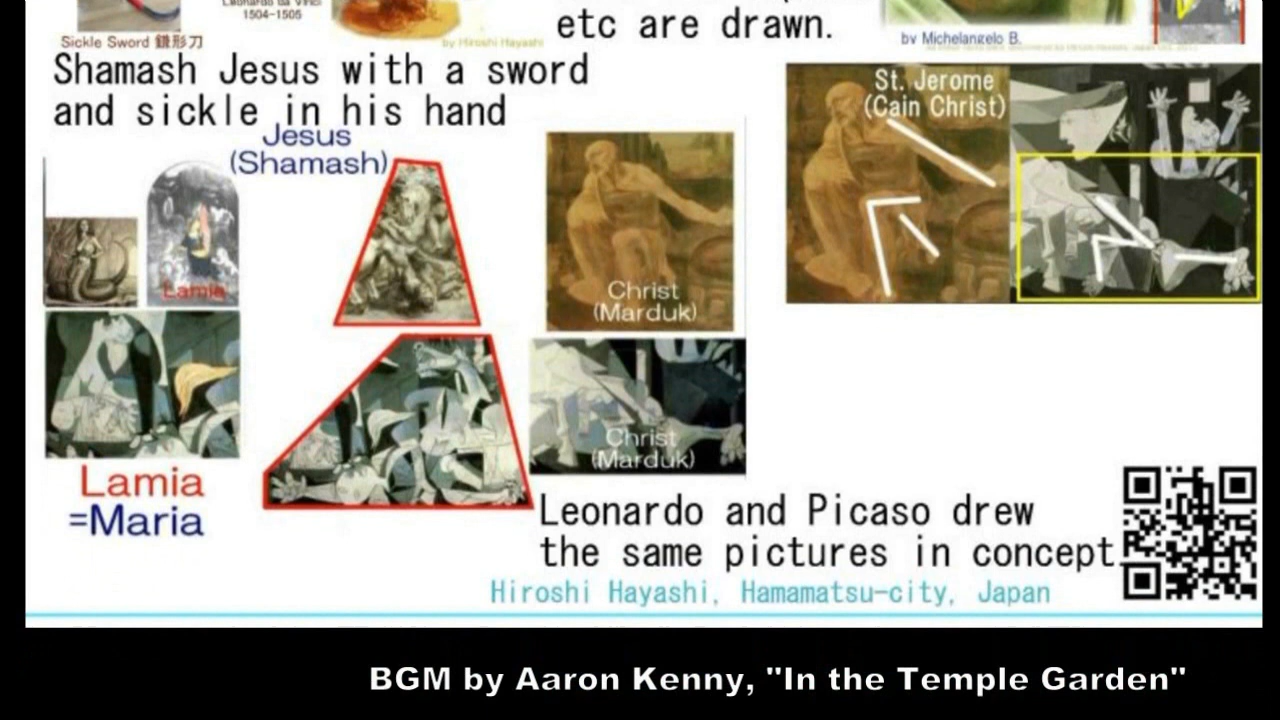 Leonardo da Vinci
1504-1505
Sickle Sword 鎌形刀
by Hiroshi Hayashi
etc are drawn.
by Michelangelo B.
Shamash Jesus with a sword
and sickle in his hand
Jesus
(Shamash)
Lamia
Lamia
=Maria
Christ
(Marduk)
Christ
(Marduk)
St. Jerome
(Cain Christ)
Leonardo and Picaso drew
the same pictures in concept.
Hiroshi Hayashi, Hamamatsu-city, Japan
BGM by Aaron Kenny, "In the Temple Garden"